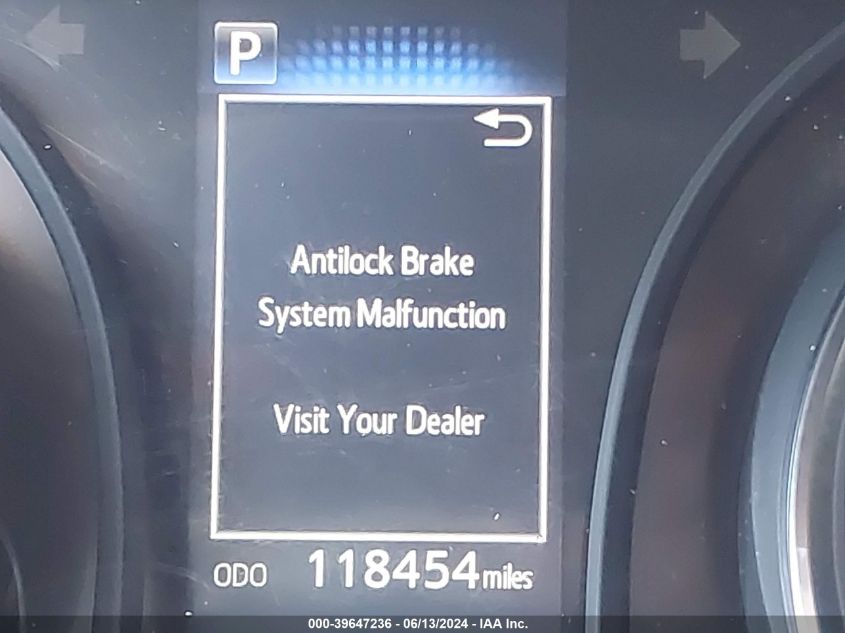 P
Antilock Brake
System Malfunction
Visit Your Dealer
ODO 118454 miles
000-39647236 - 06/13/2024 - IAA Inc.